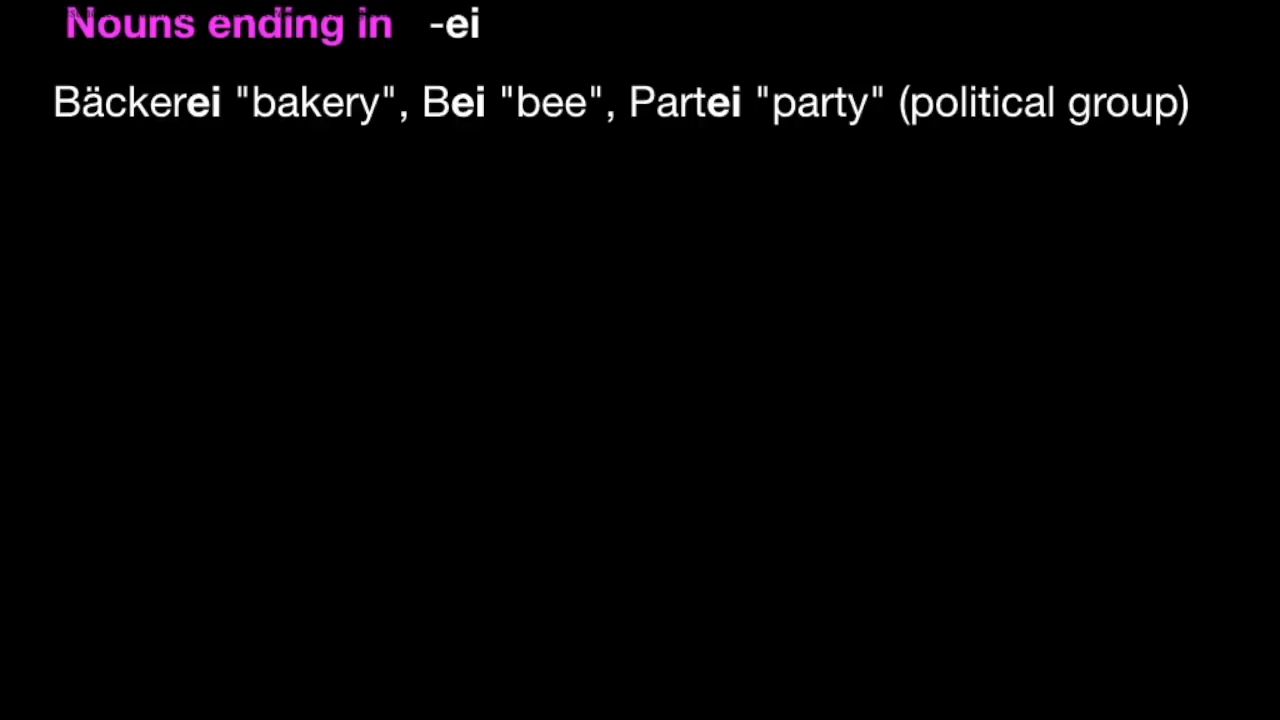 Nouns ending in -ei
Bäckerei "bakery", Bei "bee", Partei "party" (political group)